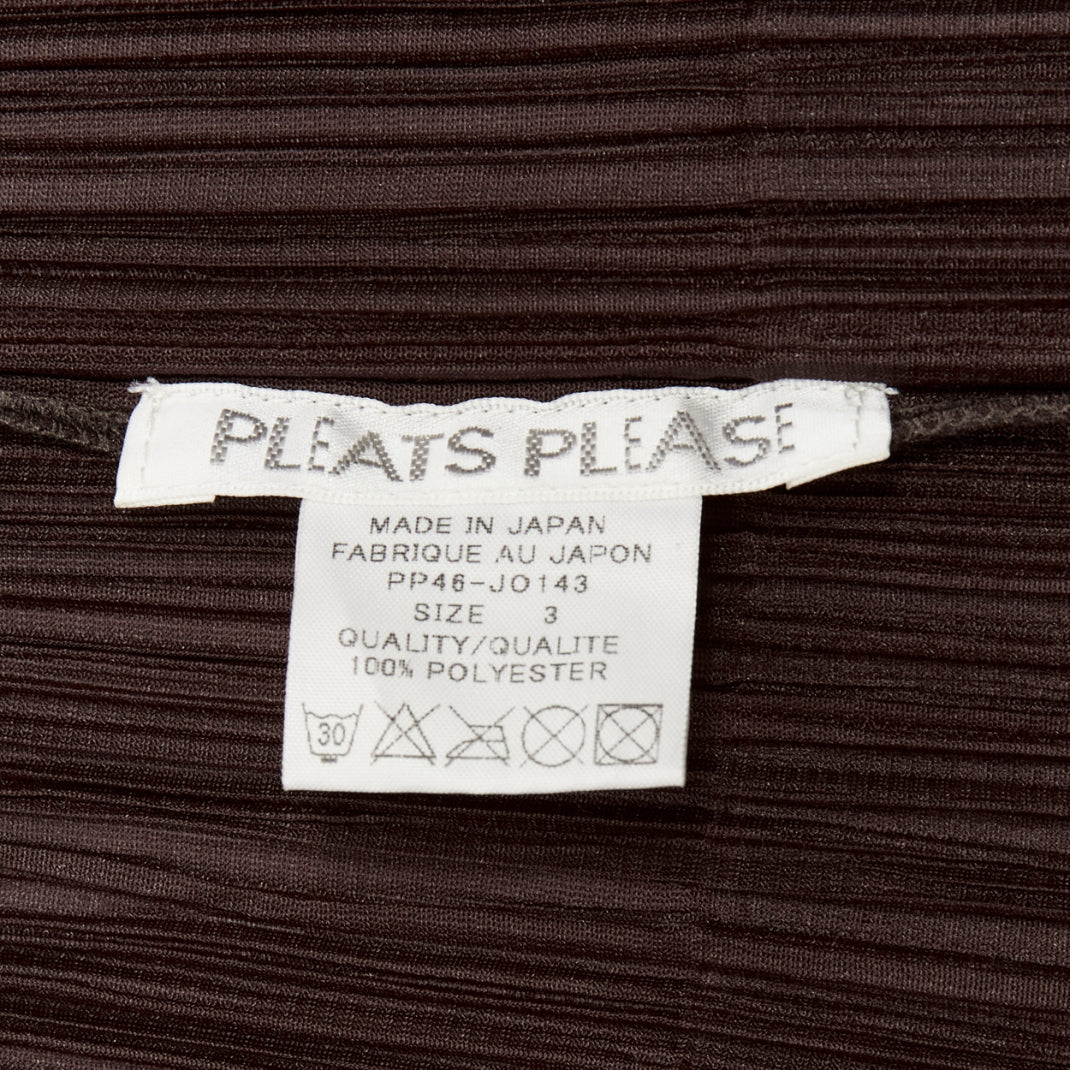 PLEATS PLEASE
MADE IN JAPAN
FABRIQUE AU JAPON
PP46-JO143
SIZE 3
QUALITY/QUALITE
100% POLYESTER
30